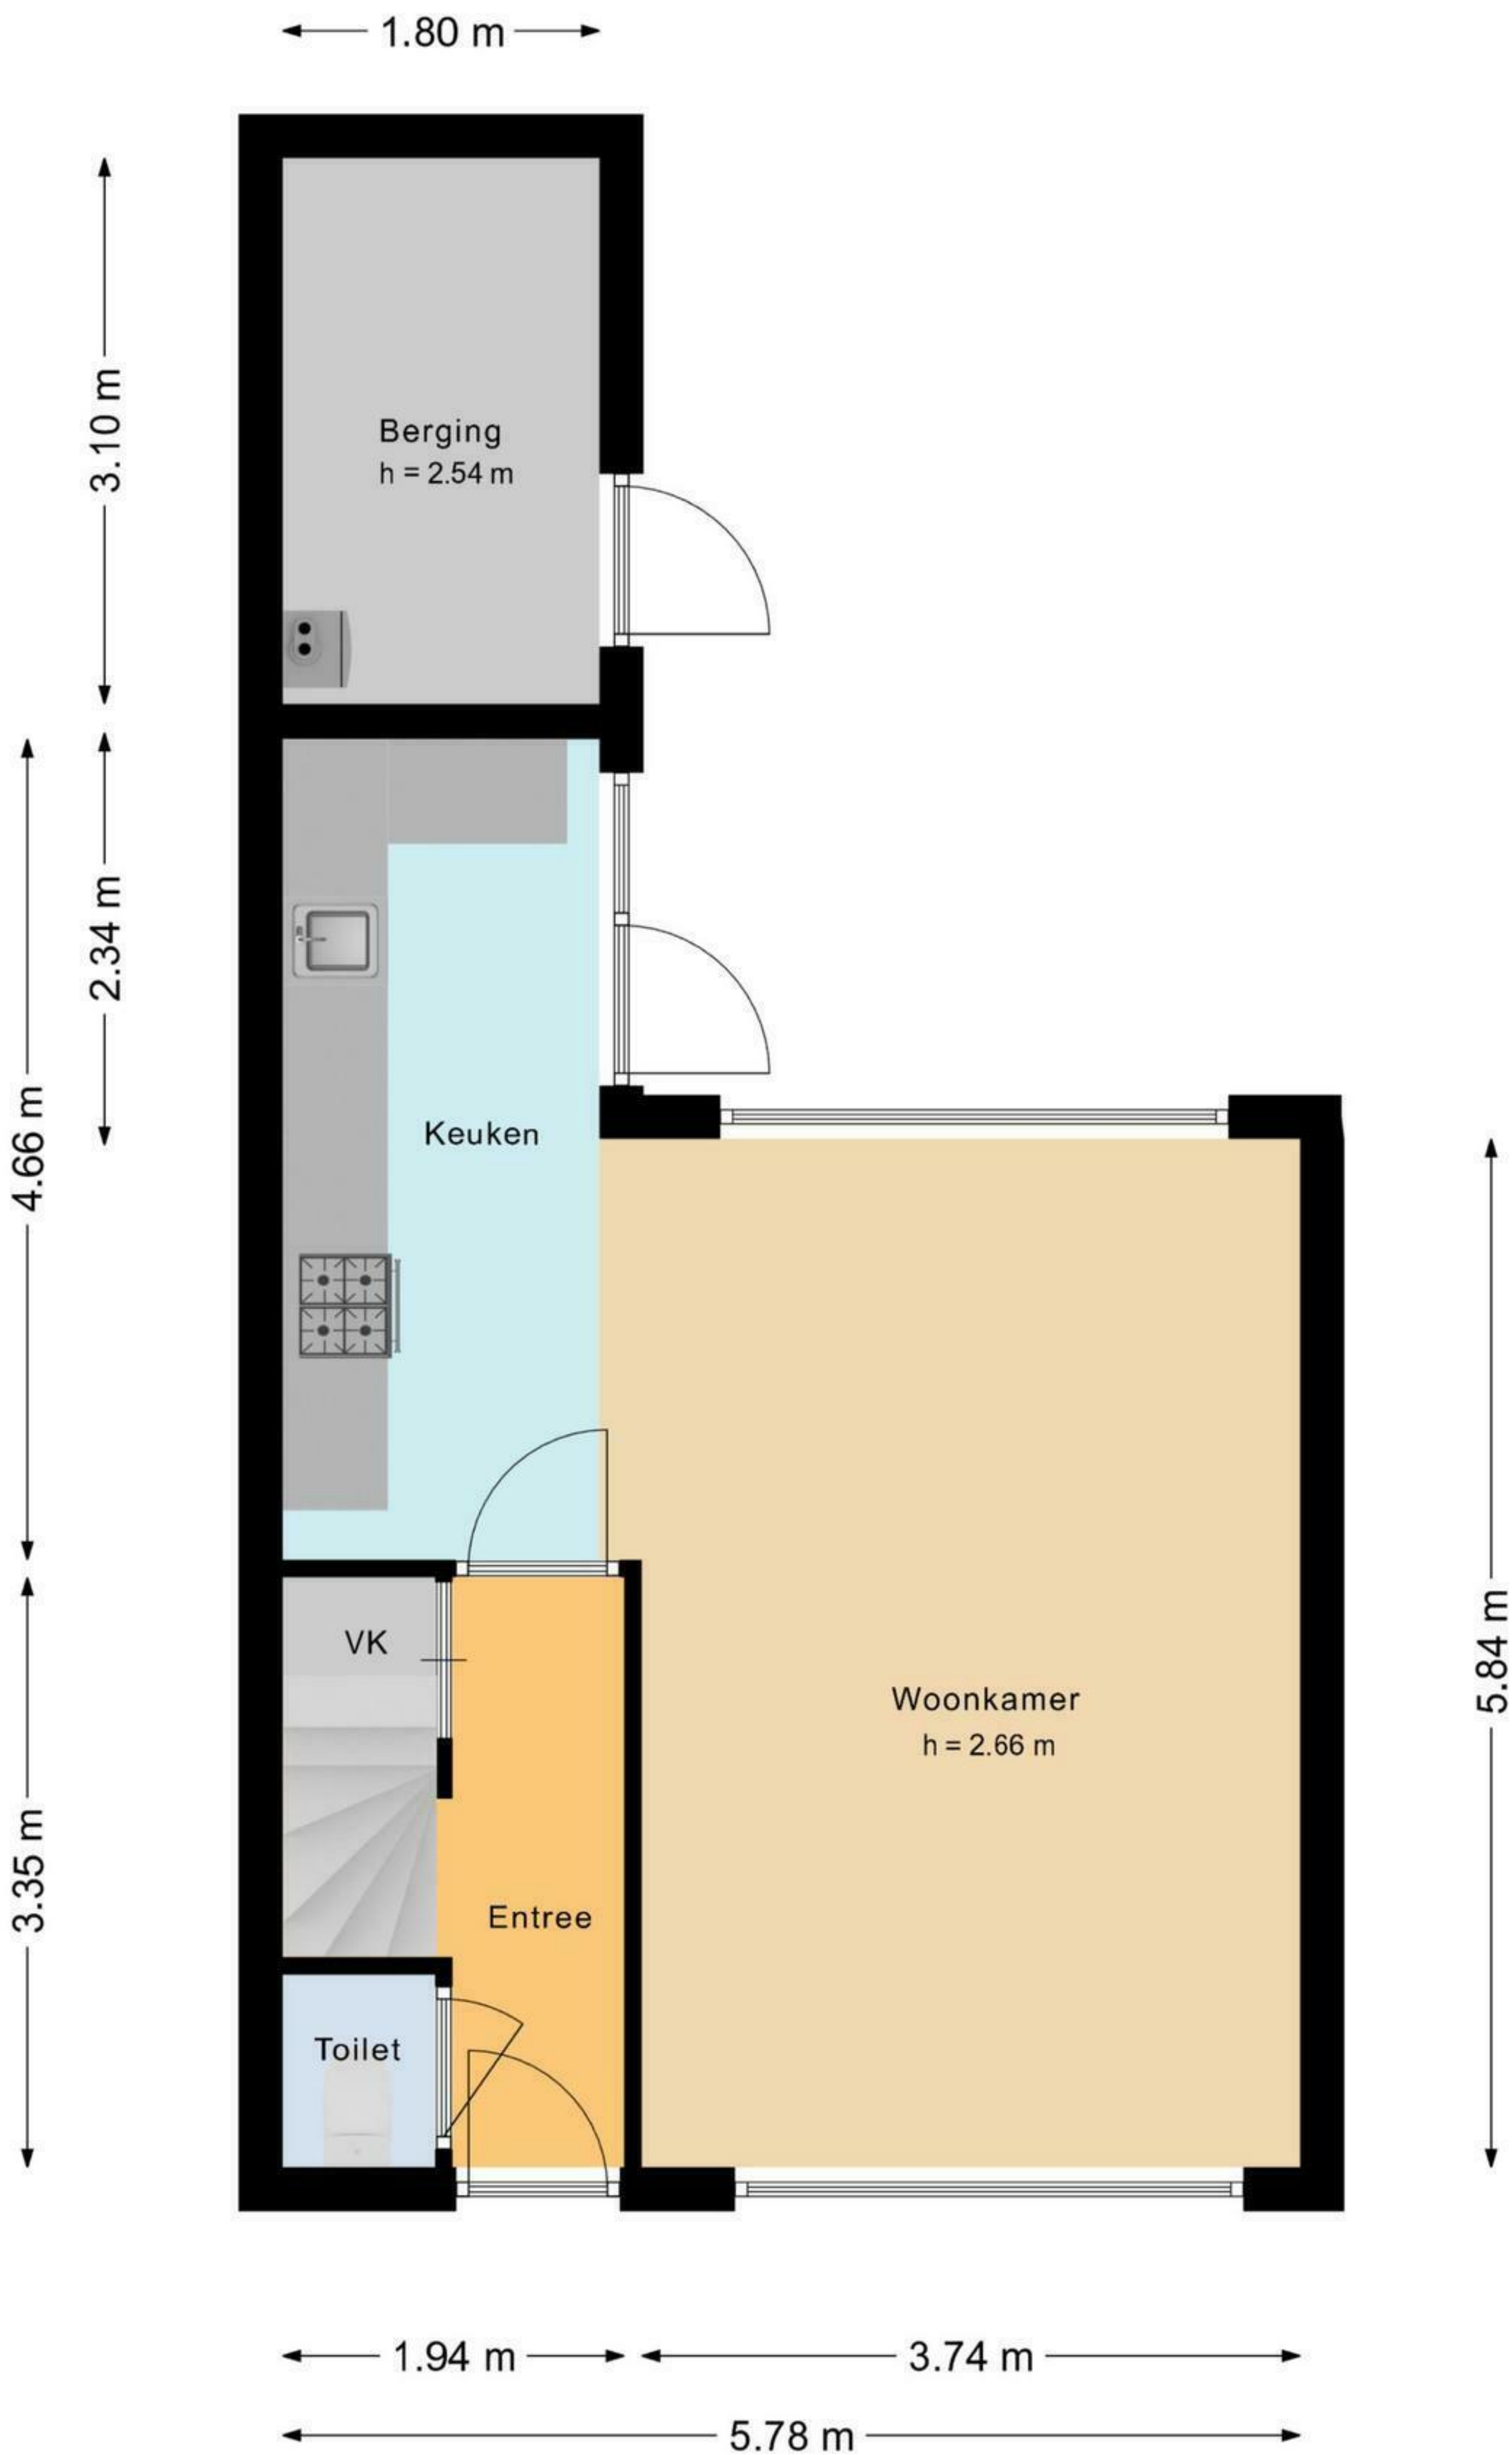 1.80 m
3.10 m
Berging
h = 2.54 m
2.34 m
4.66 m
Keuken
VK
Woonkamer
h = 2.66 m
5.84 m
3.35 m
Entree
Toilet
1.94 m
3.74 m
5.78 m